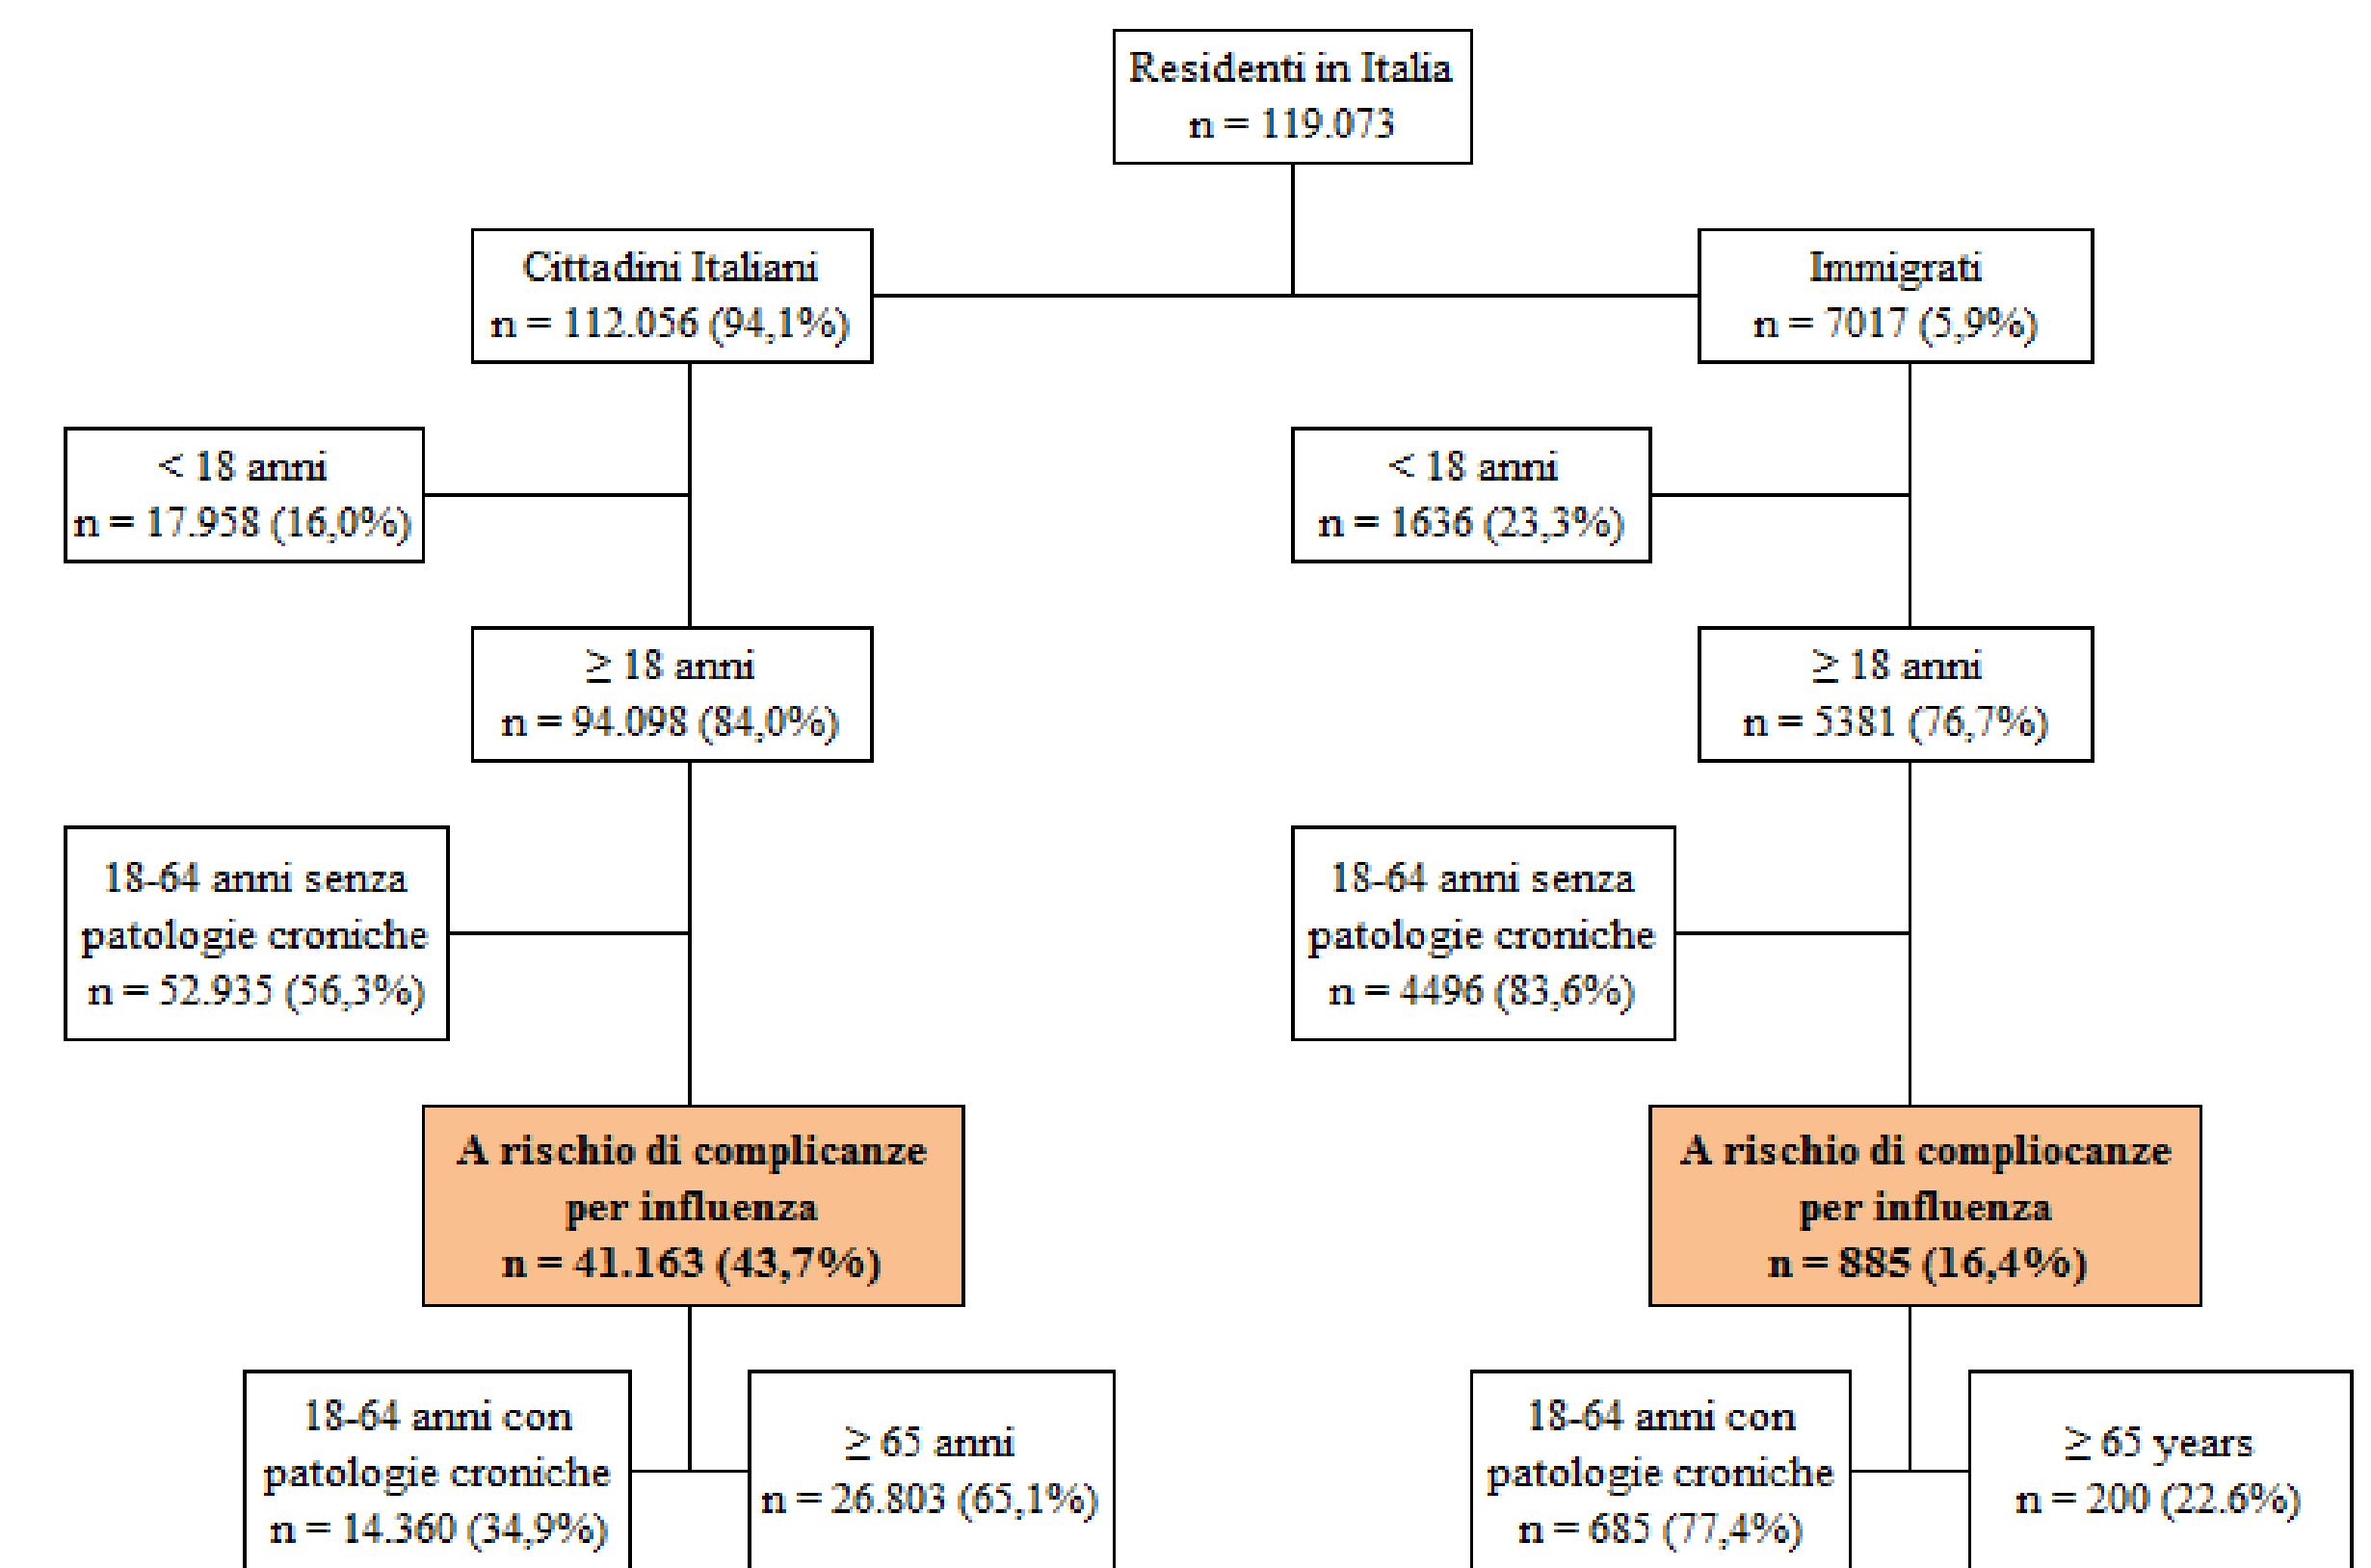 Residenti in Italia
n = 119.073
Cittadini Italiani
n = 112.056 (94,1%)
Immigrati
n = 7017 (5,9%)
< 18 anni
n = 17.958 (16,0%)
< 18 anni
n = 1636 (23,3%)
≥ 18 anni
n = 94.098 (84,0%)
≥ 18 anni
n = 5381 (76,7%)
18-64 anni senza
patologie croniche
n = 52.935 (56,3%)
18-64 anni senza
patologie croniche
n = 4496 (83,6%)
A rischio di complicanze
per influenza
n = 41.163 (43,7%)
A rischio di compliocanze
per influenza
n = 885 (16,4%)
18-64 anni con
patologie croniche
n = 14.360 (34,9%)
≥ 65 anni
n = 26.803 (65,1%)
18-64 anni con
patologie croniche
n = 685 (77,4%)
≥ 65 years
n = 200 (22.6%)